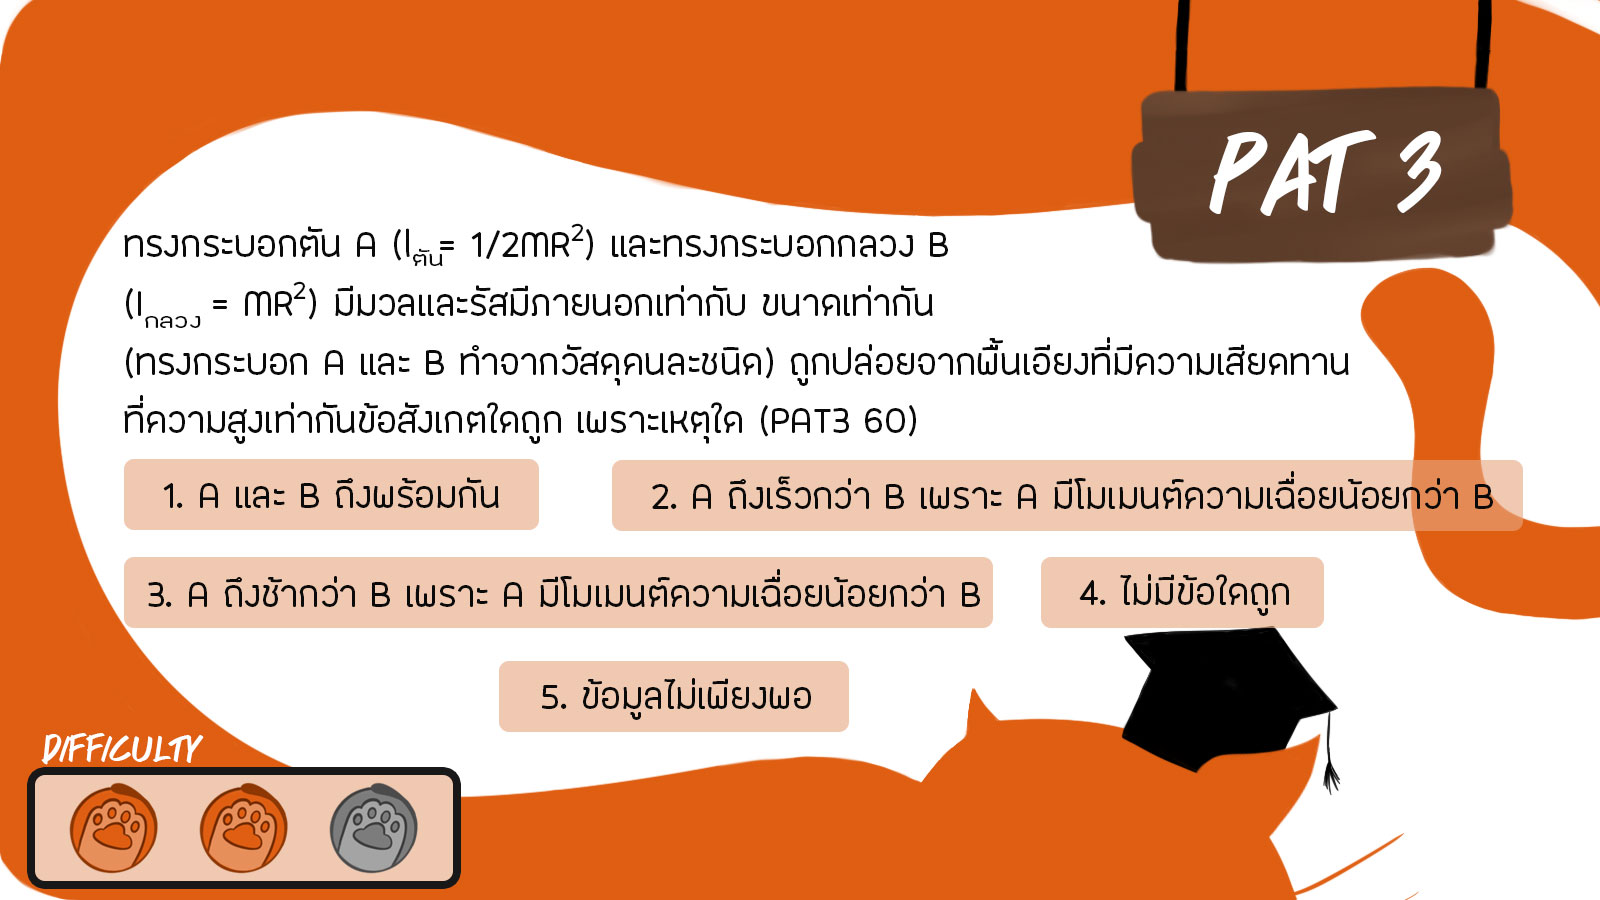 PAT 3
ทรงกระบอกตัน A (Iตัน= 1/2MR²) และทรงกระบอกกลวง B
(Iกลวง = MR²) มีมวลและรัสมีภายนอกเท่ากับ ขนาดเท่ากัน
(ทรงกระบอก A และ B ทำจากวัสดุคนละชนิด) ถูกปล่อยจากพื้นเอียงที่มีความเสียดทาน
ที่ความสูงเท่ากันข้อสังเกตใดถูก เพราะเหตุใด (PAT3 60)
1. A และ B ถึงพร้อมกัน
2. A ถึงเร็วกว่า B เพราะ A มีโมเมนต์ความเฉื่อยน้อยกว่า B
3. A ถึงช้ากว่า B เพราะ A มีโมเมนต์ความเฉื่อยน้อยกว่า B
4. ไม่มีข้อใดถูก
5. ข้อมูลไม่เพียงพอ
DIFFICULTY